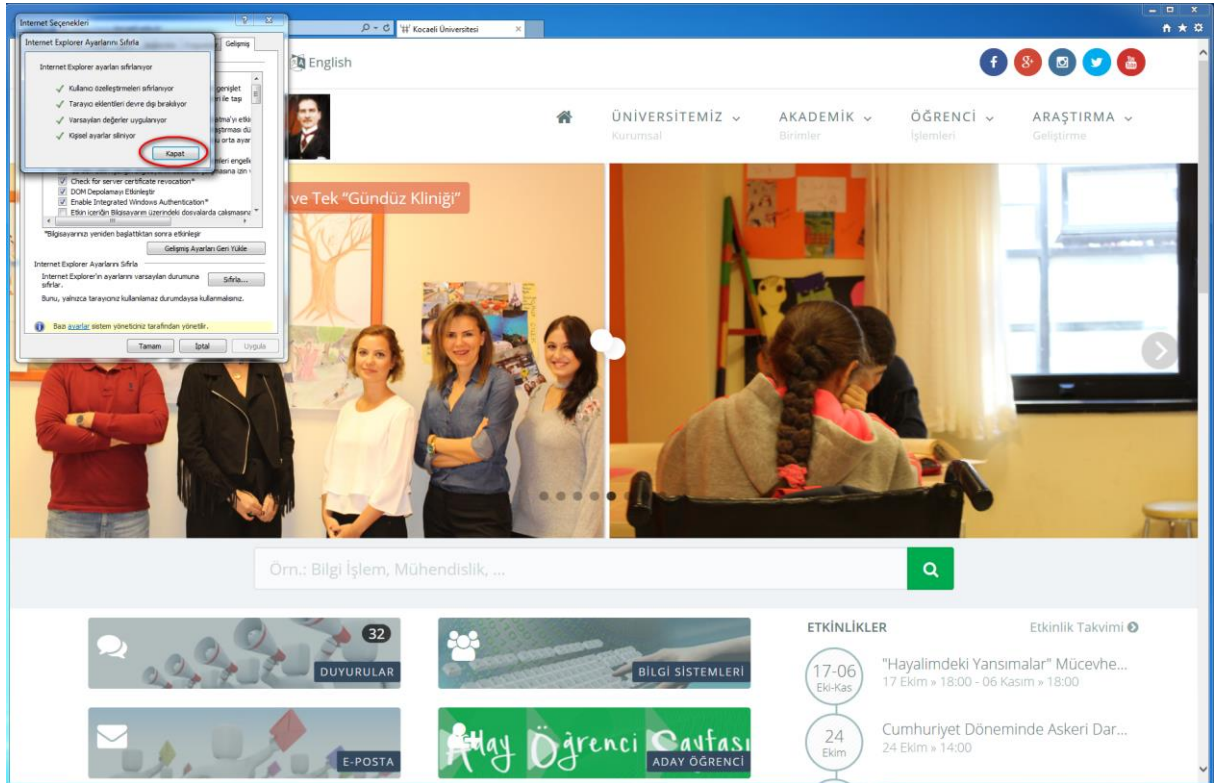 Internet Seçenekleri
Internet Explorer Ayarlarını Sıfırla
Gelişmiş
Internet Explorer ayarları sıfırlanıyor
Kullanıcı özelleştirmeleri sıfırlanıyor
Tarayıcı eklentileri devre dışı bırakılıyor
Varsayılan değerler uygulanıyor
Kişisel ayarlar siliniyor
Kapat
Check for server certificate revocation*
DOM Depolamayı Etkinleştir
Enable Integrated Windows Authentication*
Etkin içeriğin Bilgisayarım üzerindeki dosyalarda çalışmasına
*Bilgisayarınızı yeniden başlattıktan sonra etkinleşir
Gelişmiş Ayarları Geri Yükle
Internet Explorer Ayarlarını Sıfırla
Internet Explorer'ın ayarlarını varsayılan durumuna
sıfırlar.
Sıfırla...
Bunu, yalnızca tarayıcınız kullanılamaz durumdaysa kullanmalısınız.
Bazı ayarlar sistem yöneticiniz tarafından yönetilir.
Tamam
İptal
Uygula
Kocaeli Üniversitesi
English
ÜNİVERSİTEMİZ
Kurumsal
AKADEMİK
Birimler
ÖĞRENCİ
İşlemleri
ARAŞTIRMA
Geliştirme
ve Tek “Gündüz Kliniği”
Örn.: Bilgi İşlem, Mühendislik, ...
32
DUYURULAR
BİLGİ SİSTEMLERİ
E-POSTA
Aday Öğrenci Sayfası
ADAY ÖĞRENCİ
ETKİNLİKLER
Etkinlik Takvimi
17-06
Eki-Kas
"Hayalimdeki Yansımalar" Mücevhe...
17 Ekim » 18:00 - 06 Kasım » 18:00
24
Ekim
Cumhuriyet Döneminde Askeri Dar...
24 Ekim » 14:00